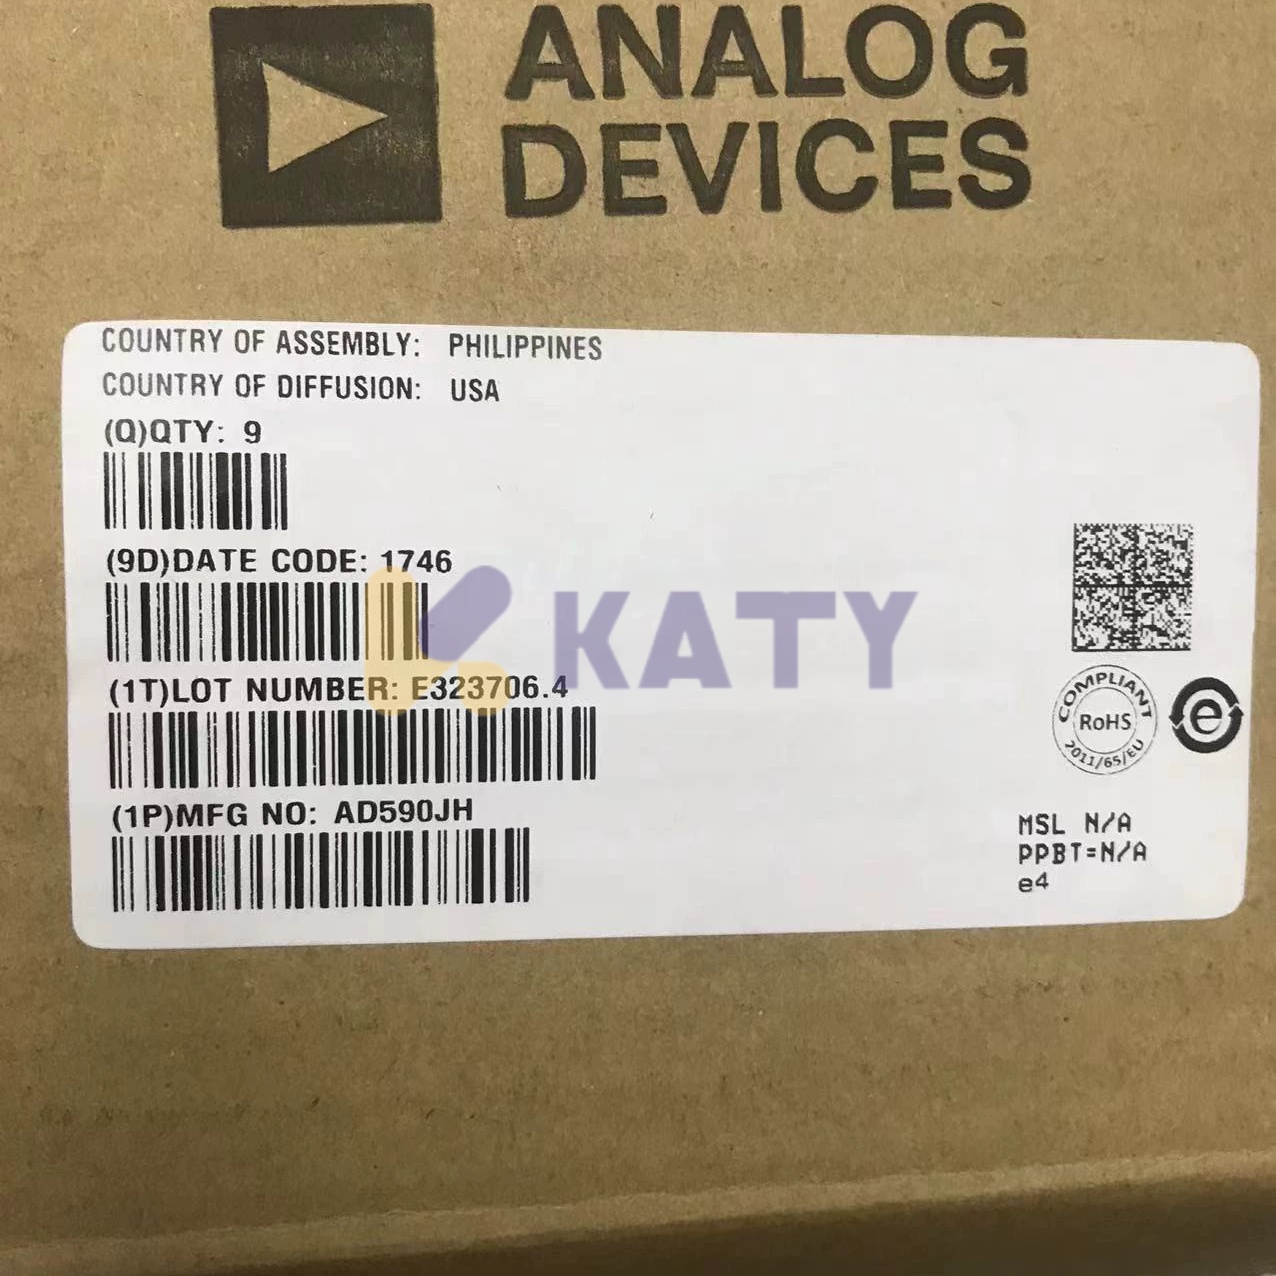 ANALOG
DEVICES
COUNTRY OF ASSEMBLY: PHILIPPINES
COUNTRY OF DIFFUSION: USA
(Q)QTY: 9
(9D)DATE CODE: 1746
KATY
(1T)LOT NUMBER: E323706.4
COMPLIANT
RoHS
2011/65/EU
e
(1P)MFG NO: AD590JH
MSL N/A
PPBT=N/A
e4